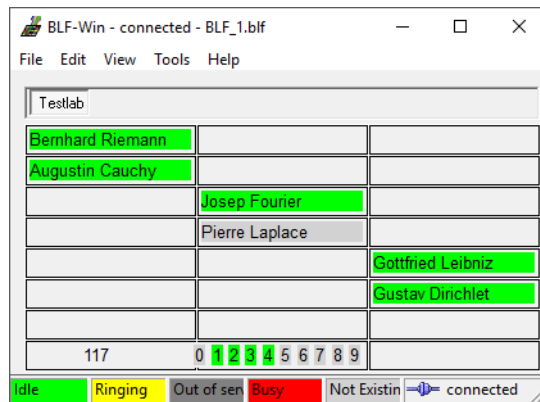 BLF-Win - connected - BLF_1.blf
File Edit View Tools Help
Testlab
Bernhard Riemann
Augustin Cauchy
Josep Fourier
Pierre Laplace
Gottfried Leibniz
Gustav Dirichlet
117 0 1 2 3 4 5 6 7 8 9
Idle Ringing Out of sen Busy Not Existin connected